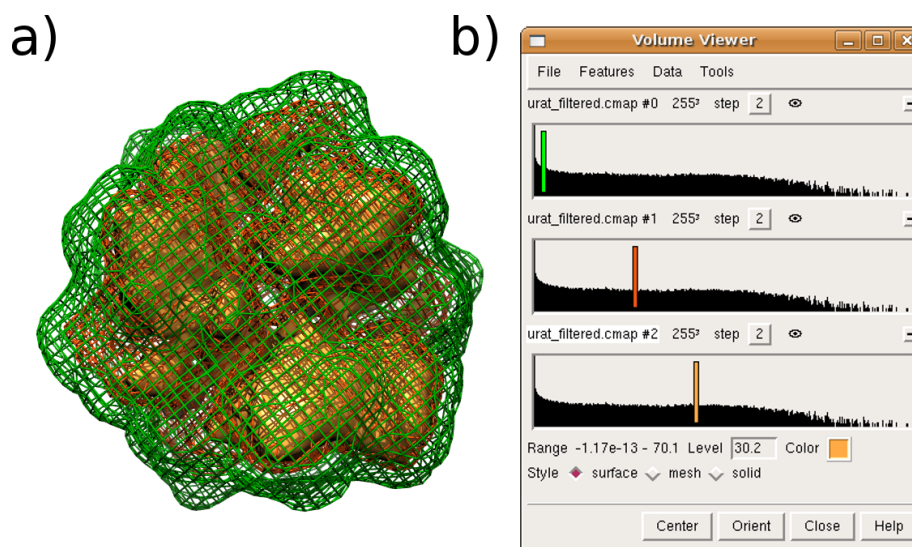 a)
b)
Volume Viewer
File Features Data Tools
urat_filtered.cmap #0 255³ step 2
urat_filtered.cmap #1 255³ step 2
urat_filtered.cmap #2 255³ step 2
Range -1.17e-13 - 70.1 Level 30.2 Color
Style surface mesh solid
Center Orient Close Help